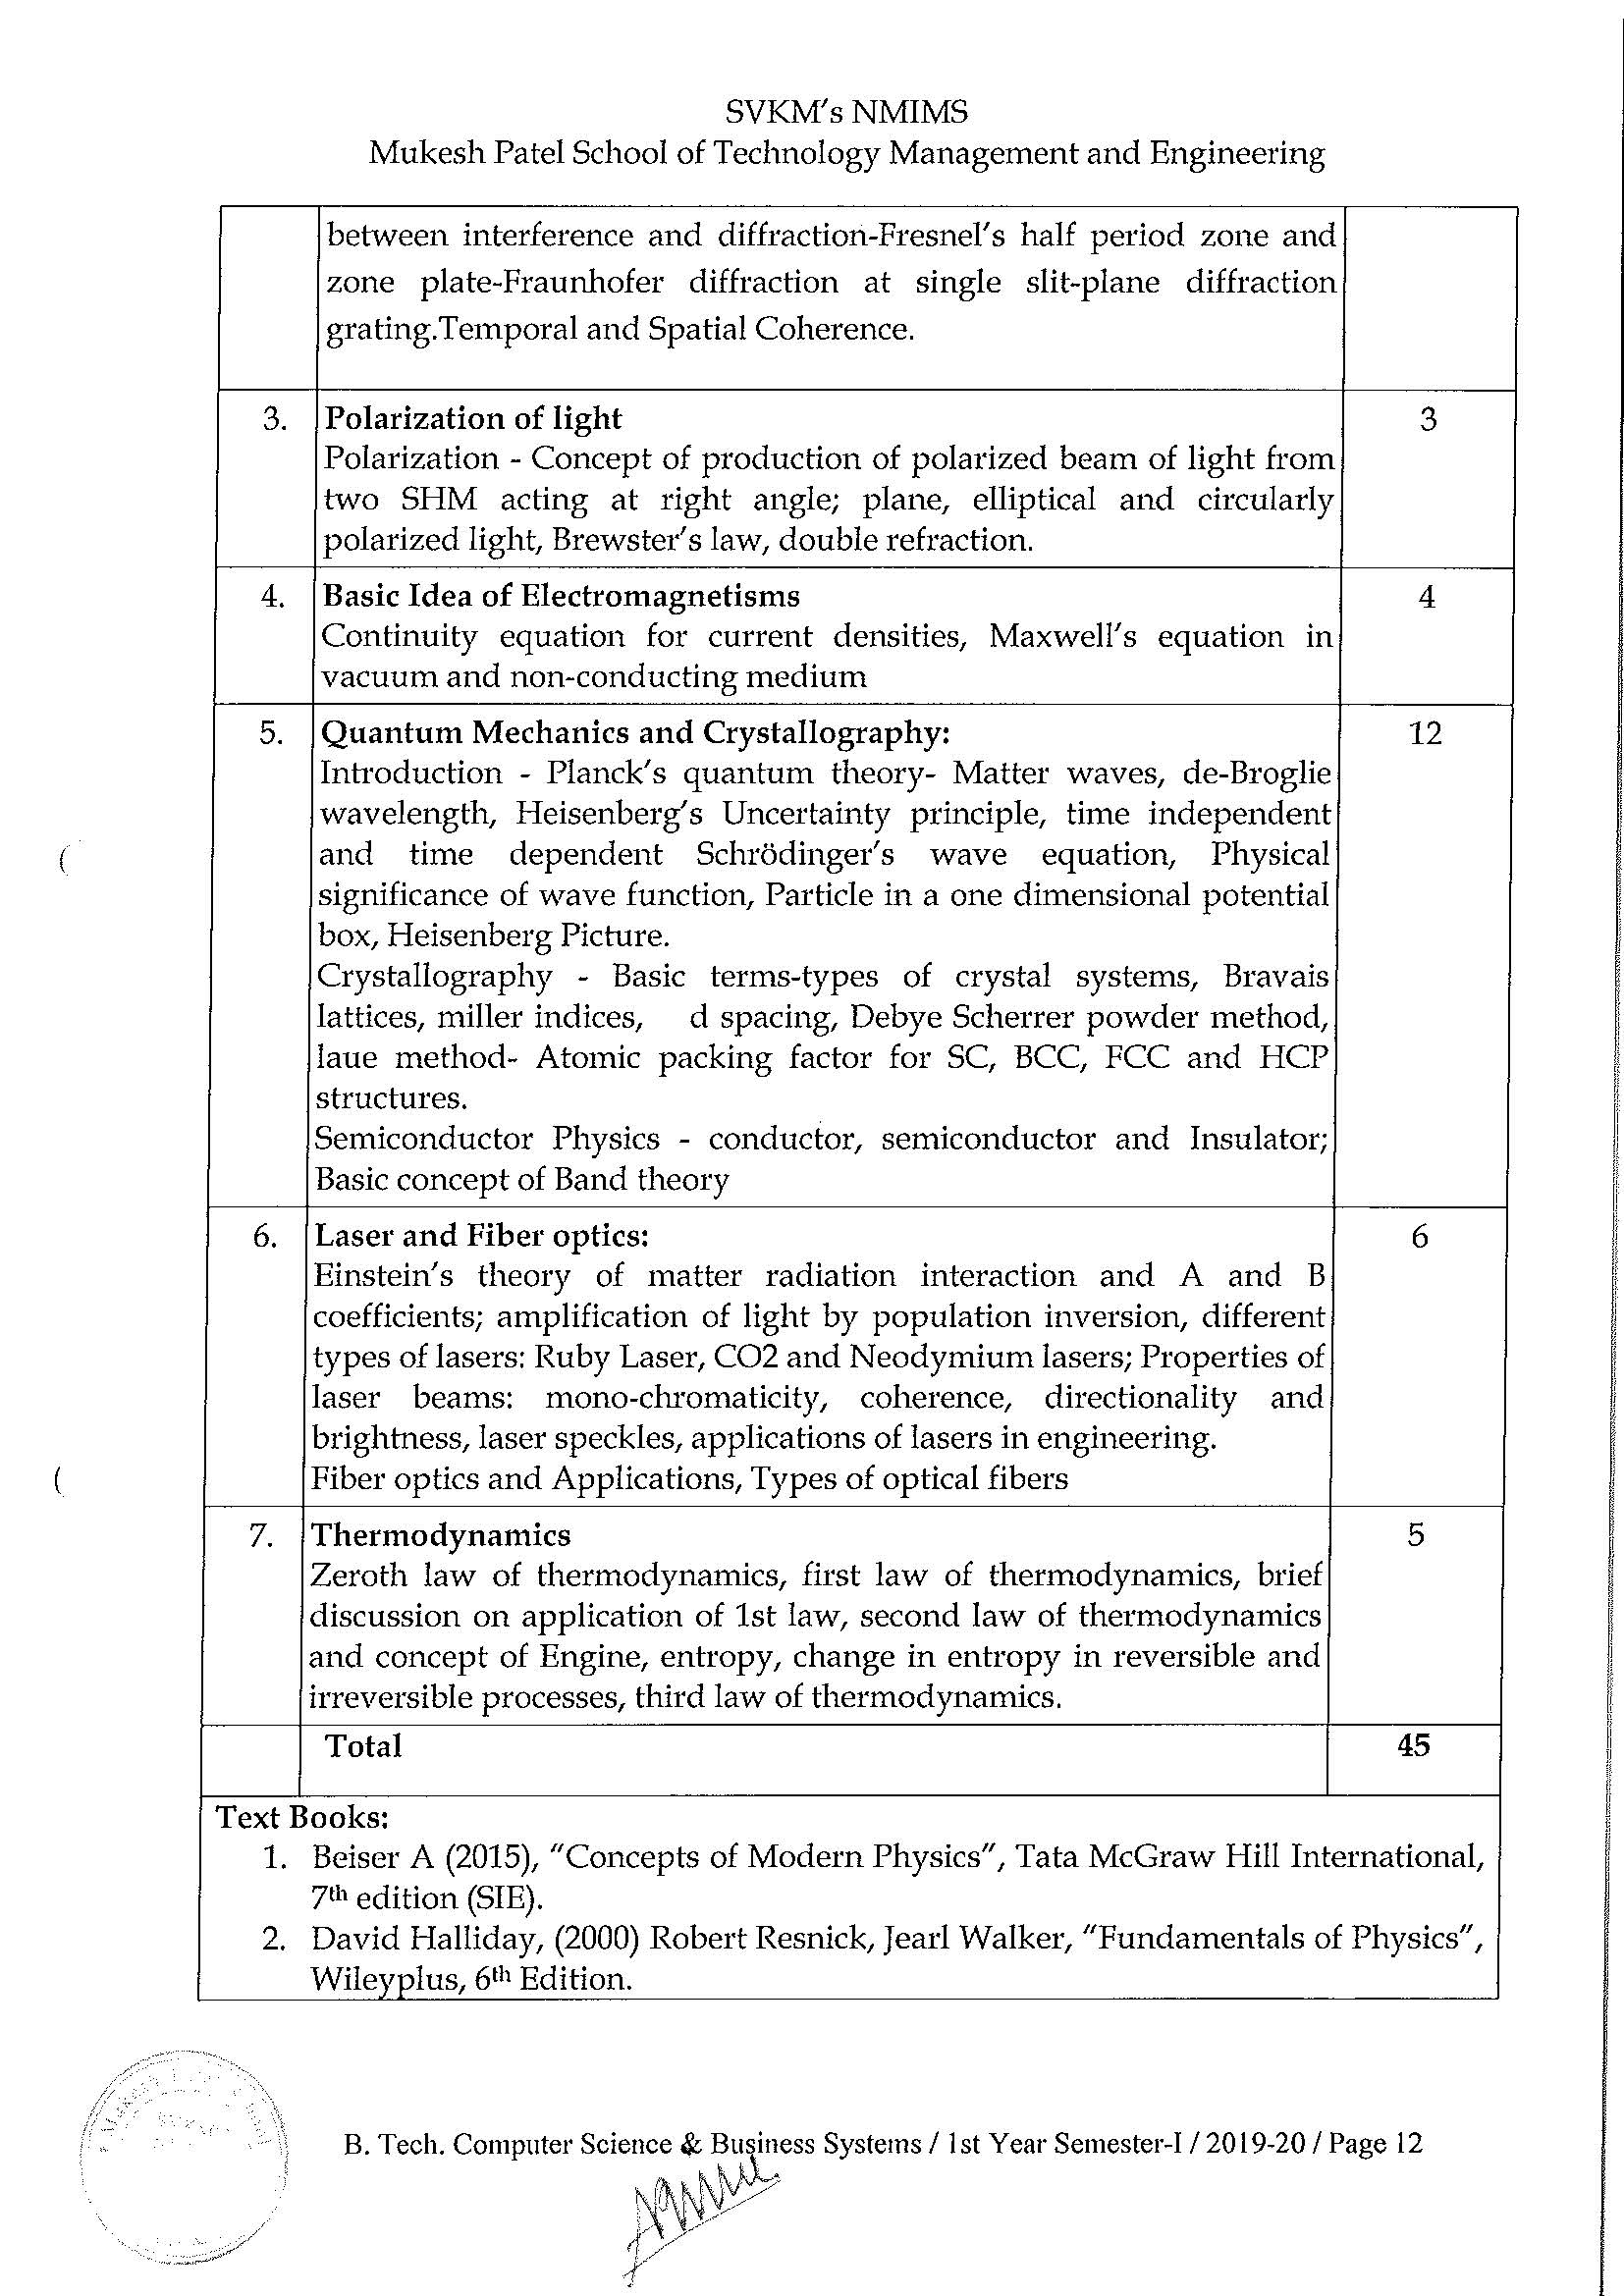 SVKM's NMIMS
Mukesh Patel School of Technology Management and Engineering
between interference and diffraction-Fresnel's half period zone and
zone plate-Fraunhofer diffraction at single slit-plane diffraction
grating.Temporal and Spatial Coherence.
3. Polarization of light 3
Polarization - Concept of production of polarized beam of light from
two SHM acting at right angle; plane, elliptical and circularly
polarized light, Brewster's law, double refraction.
4. Basic Idea of Electromagnetisms 4
Continuity equation for current densities, Maxwell's equation in
vacuum and non-conducting medium
5. Quantum Mechanics and Crystallography: 12
Introduction - Planck's quantum theory- Matter waves, de-Broglie
wavelength, Heisenberg's Uncertainty principle, time independent
and time dependent Schrödinger's wave equation, Physical
significance of wave function, Particle in a one dimensional potential
box, Heisenberg Picture.
Crystallography - Basic terms-types of crystal systems, Bravais
lattices, miller indices, d spacing, Debye Scherrer powder method,
laue method- Atomic packing factor for SC, BCC, FCC and HCP
structures.
Semiconductor Physics - conductor, semiconductor and Insulator;
Basic concept of Band theory
6. Laser and Fiber optics: 6
Einstein's theory of matter radiation interaction and A and B
coefficients; amplification of light by population inversion, different
types of lasers: Ruby Laser, CO2 and Neodymium lasers; Properties of
laser beams: mono-chromaticity, coherence, directionality and
brightness, laser speckles, applications of lasers in engineering.
Fiber optics and Applications, Types of optical fibers
7. Thermodynamics 5
Zeroth law of thermodynamics, first law of thermodynamics, brief
discussion on application of 1st law, second law of thermodynamics
and concept of Engine, entropy, change in entropy in reversible and
irreversible processes, third law of thermodynamics.
Total 45
Text Books:
1. Beiser A (2015), "Concepts of Modern Physics", Tata McGraw Hill International,
7th edition (SIE).
2. David Halliday, (2000) Robert Resnick, Jearl Walker, "Fundamentals of Physics",
Wileyplus, 6th Edition.
B. Tech. Computer Science & Business Systems / 1st Year Semester-I / 2019-20 / Page 12